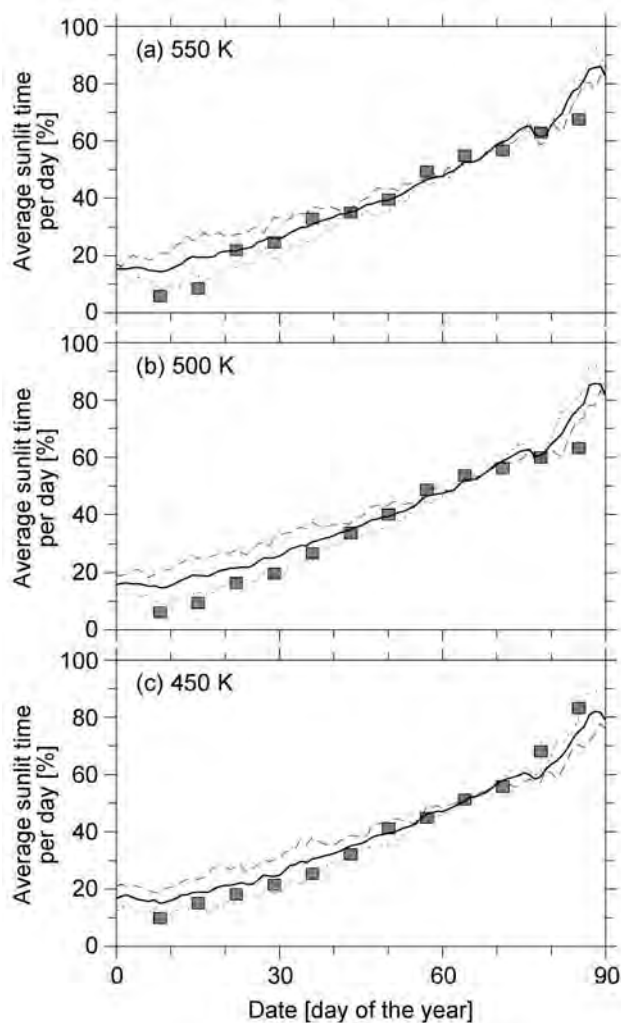 100
(a) 550 K
80
60
40
20
0
Average sunlit time
per day [%]
100
(b) 500 K
80
60
40
20
0
Average sunlit time
per day [%]
100
(c) 450 K
80
60
40
20
0
Average sunlit time
per day [%]
0 30 60 90
Date [day of the year]